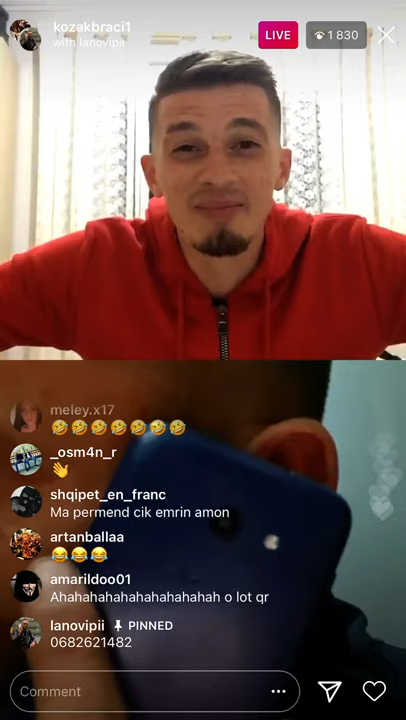 kozakbraci1
with lanovipii
LIVE
1 830
meley.x17
🤣🤣🤣🤣🤣🤣🤣
_osm4n_r
👋
shqipet_en_franc
Ma permend cik emrin amon
artanballaa
😂😂😂
amarildoo01
Ahahahahahahahahahah o lot qr
lanovipii PINNED
0682621482
Comment